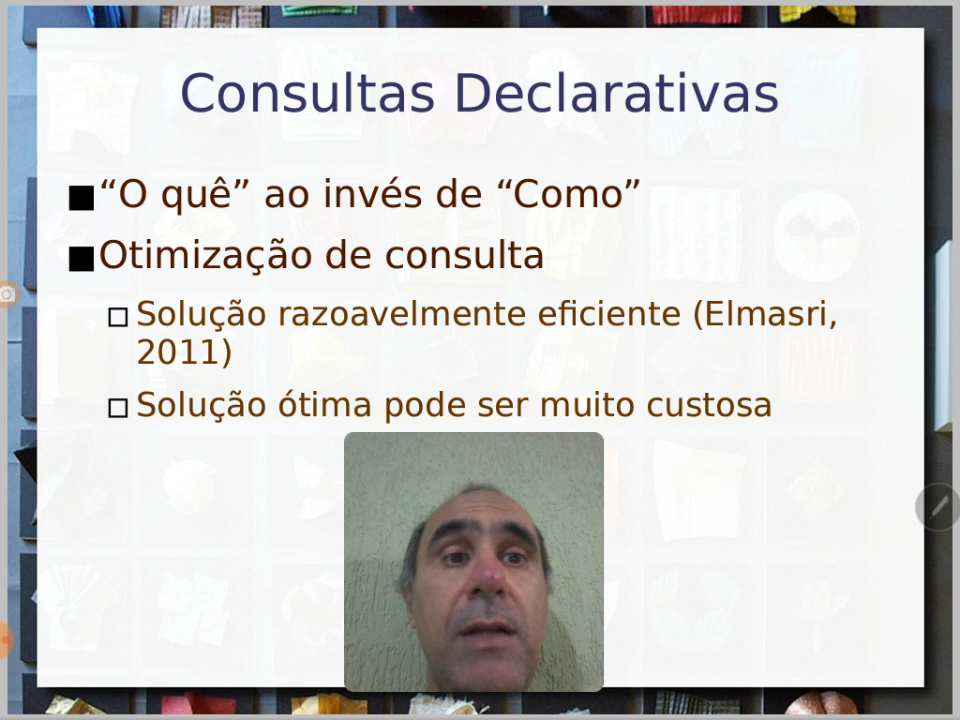 Consultas Declarativas
“O quê” ao invés de “Como”
Otimização de consulta
Solução razoavelmente eficiente (Elmasri,
2011)
Solução ótima pode ser muito custosa